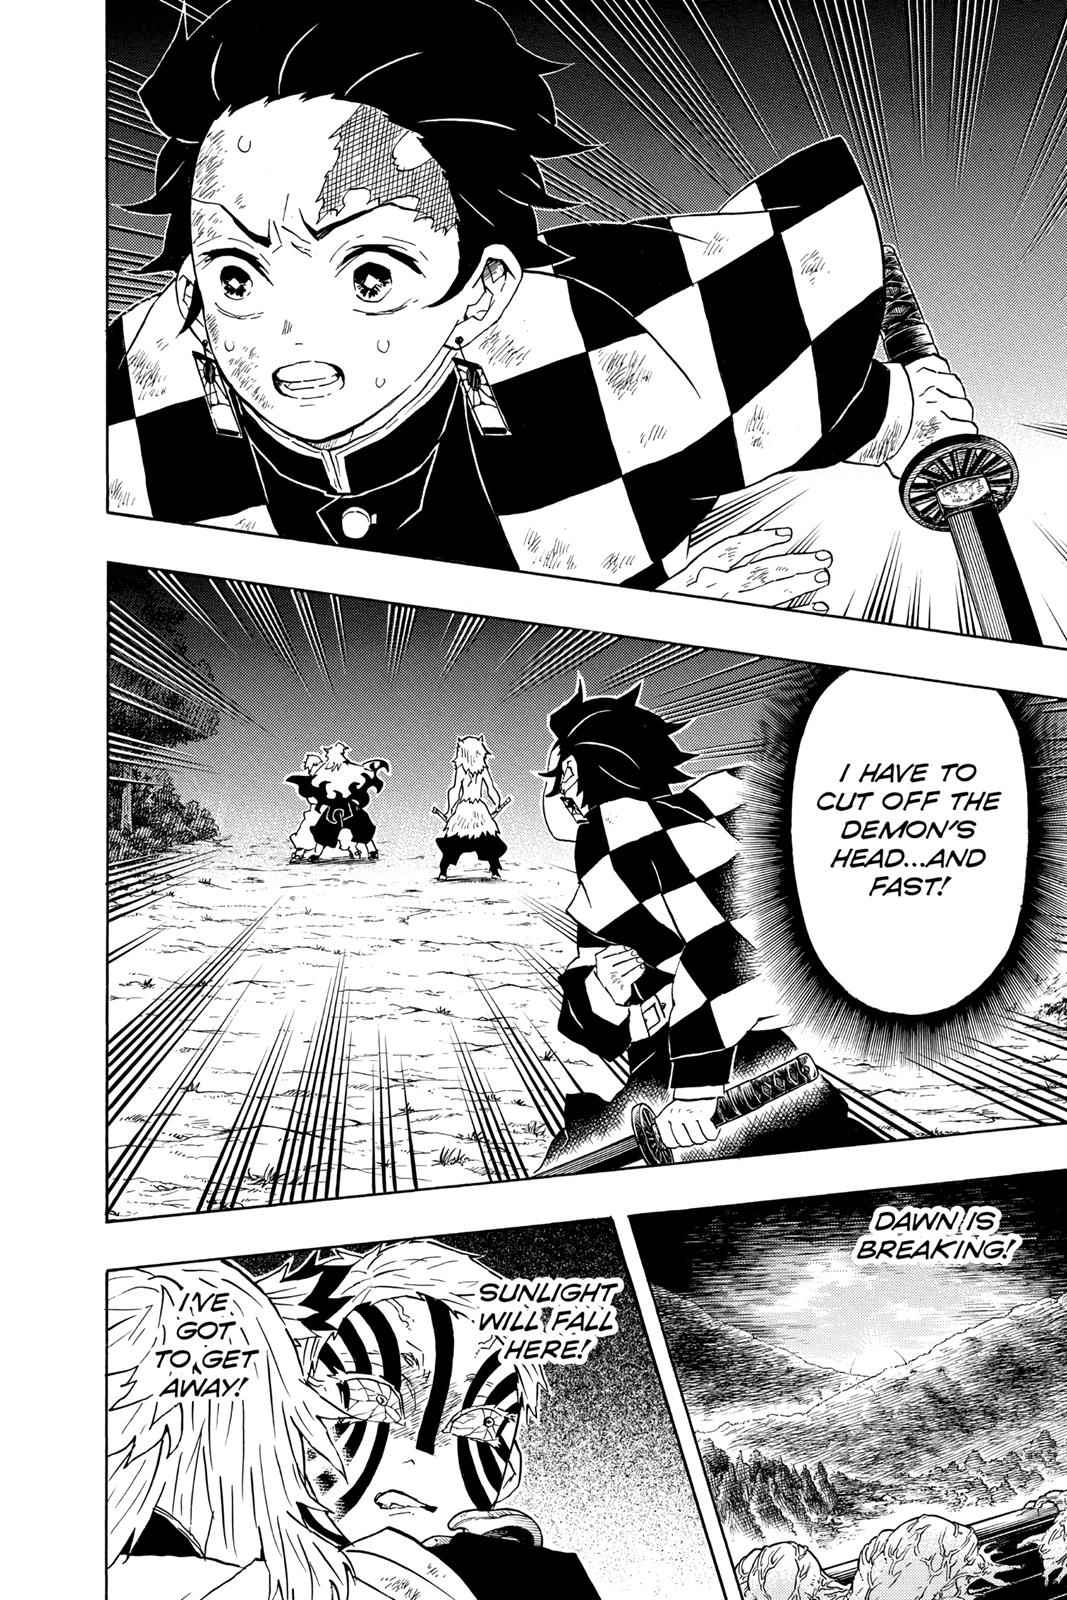 I HAVE TO
CUT OFF THE
DEMON'S
HEAD...AND
FAST!
DAWN IS
BREAKING!
SUNLIGHT
WILL FALL
HERE!
I'VE
GOT
TO GET
AWAY!